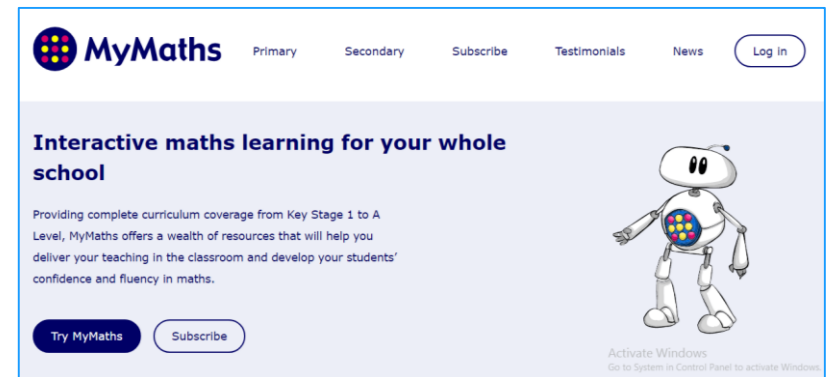 MyMaths
Primary
Secondary
Subscribe
Testimonials
News
Log in
Interactive maths learning for your whole
school
Providing complete curriculum coverage from Key Stage 1 to A
Level, MyMaths offers a wealth of resources that will help you
deliver your teaching in the classroom and develop your students’
confidence and fluency in maths.
Try MyMaths
Subscribe
Activate Windows
Go to System in Control Panel to activate Windows.